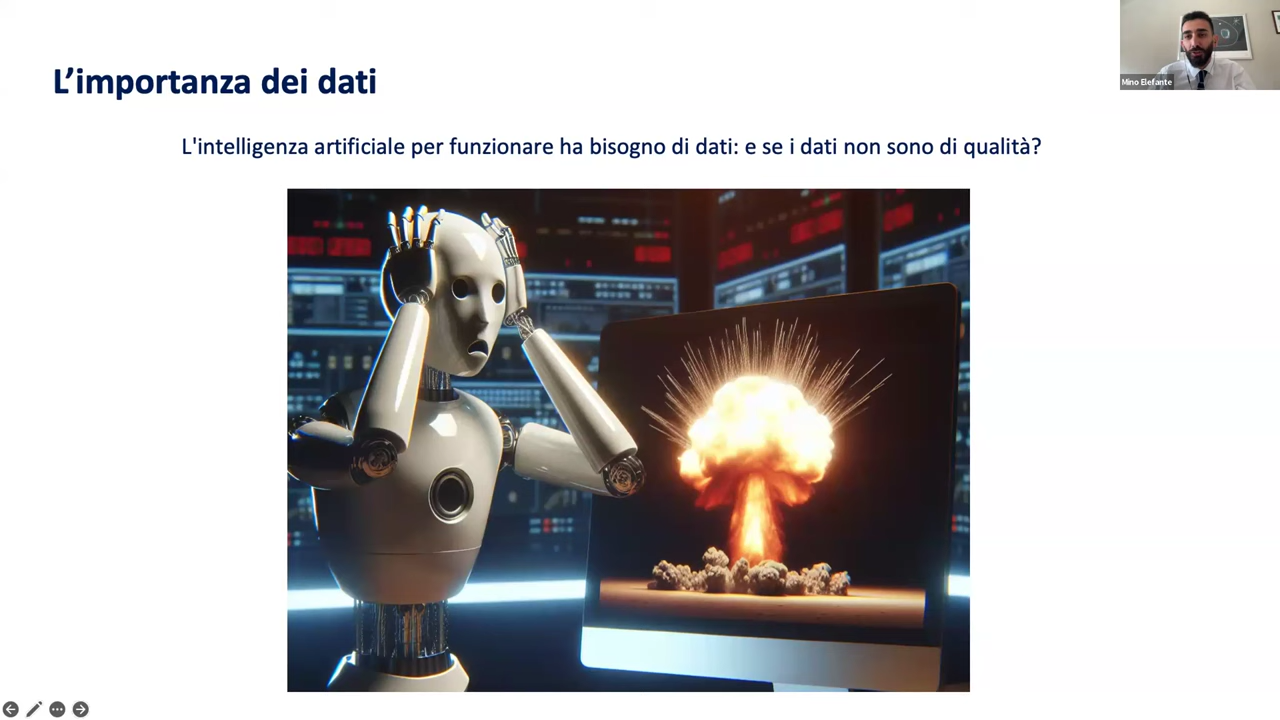 L’importanza dei dati
Mino Elefante
L'intelligenza artificiale per funzionare ha bisogno di dati: e se i dati non sono di qualità?